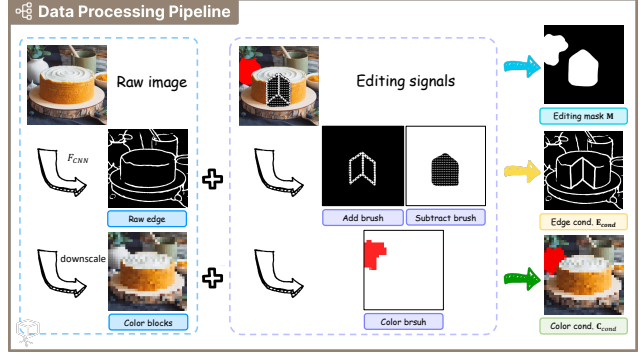 Data Processing Pipeline
Raw image
Editing signals
Editing mask M
F_CNN
Raw edge
Add brush
Subtract brush
Edge cond. E_cond
downscale
Color blocks
Color brsuh
Color cond. C_cond